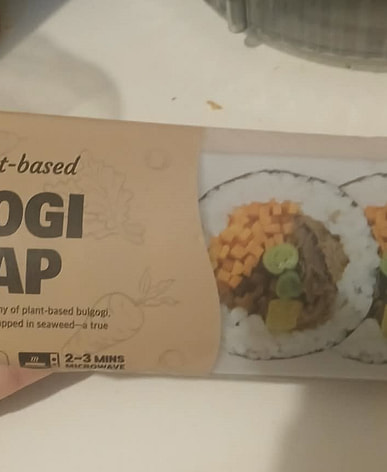 t-based
OGI
AP
ny of plant-based bulgogi,
pped in seaweed—a true
2–3 MINS
MICROWAVE